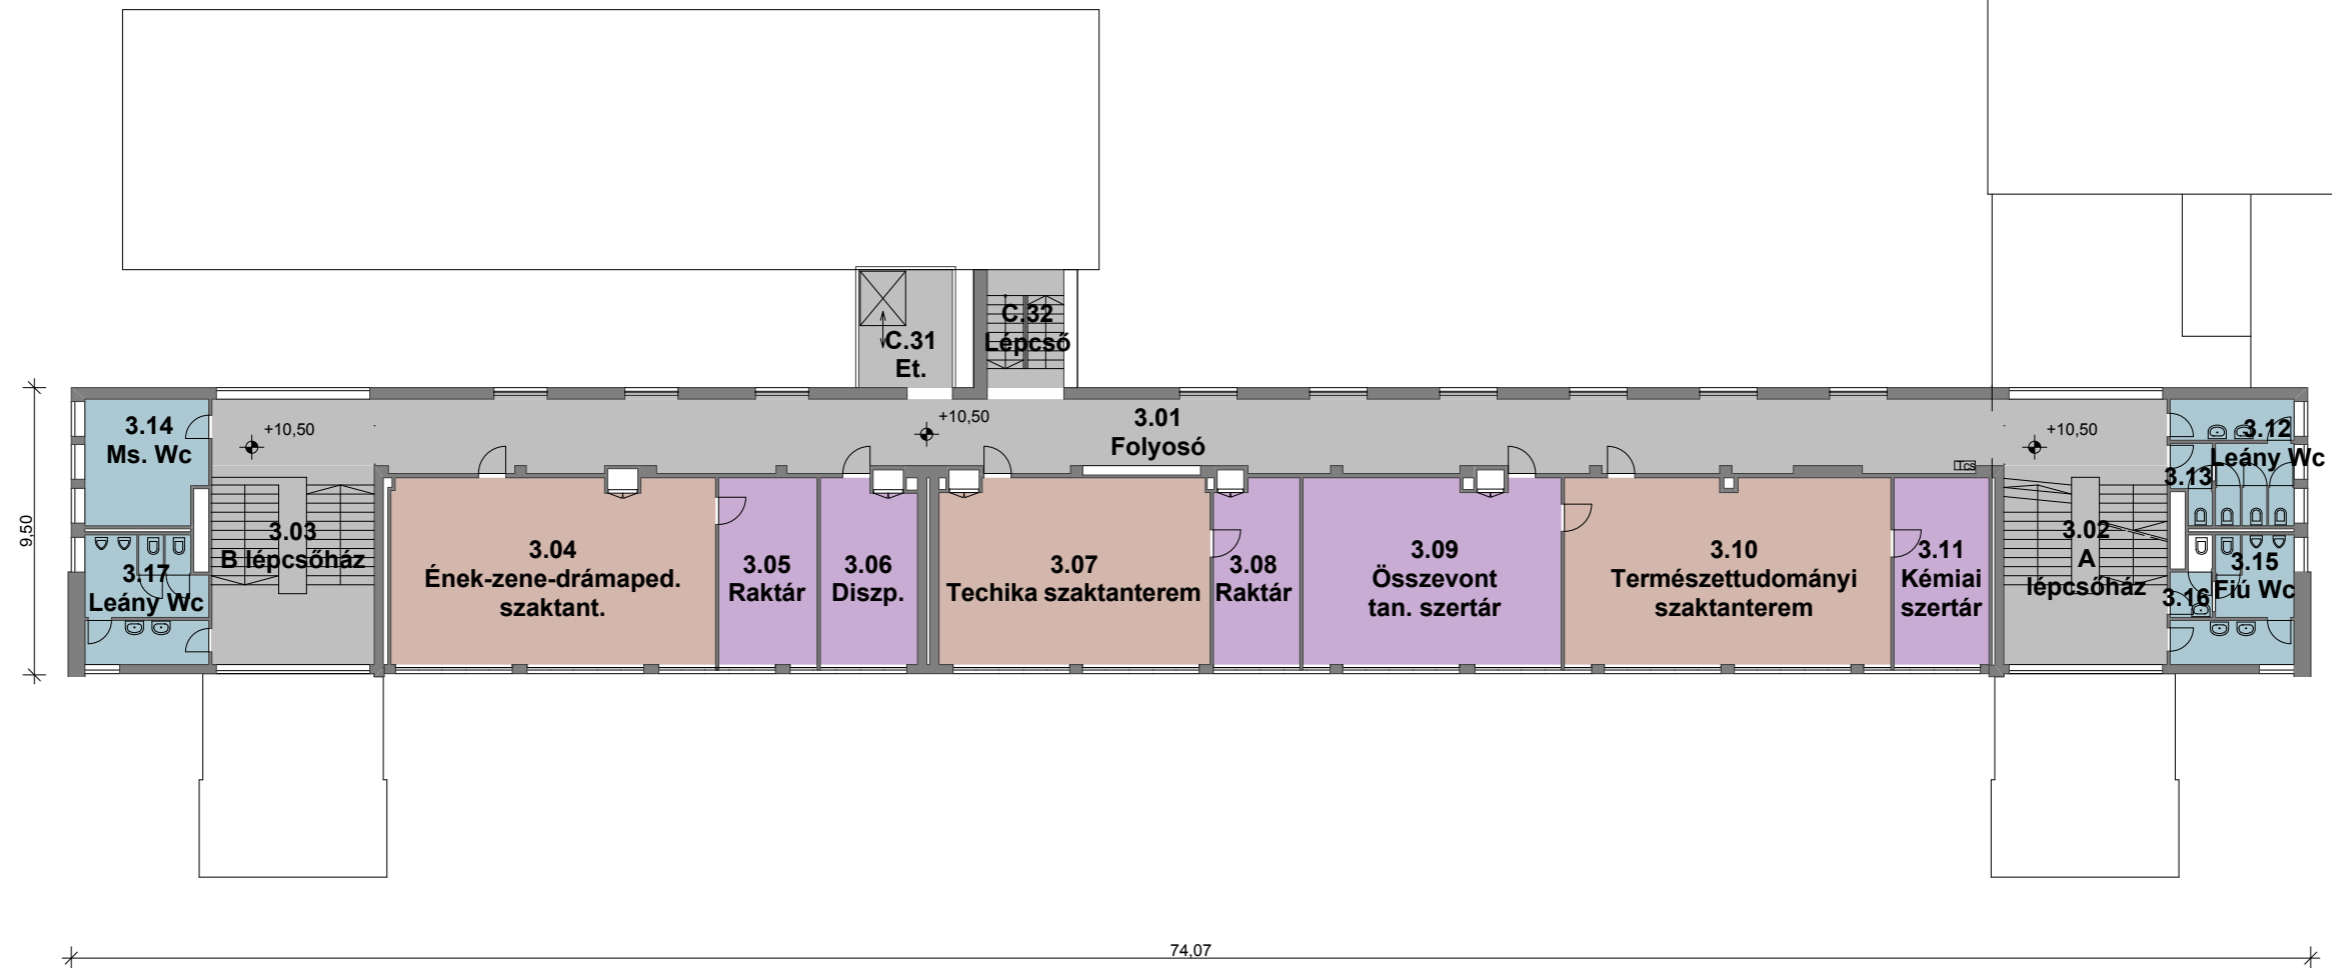 C.31
Et.
C.32
Lépcső
3.14
Ms. Wc
+10,50
+10,50
3.01
Folyosó
+10,50
3.12
Leány Wc
3.13
Tcs
9,50
3.03
B lépcsőház
3.17
Leány Wc
3.04
Ének-zene-drámaped.
szaktant.
3.05
Raktár
3.06
Diszp.
3.07
Techika szaktanterem
3.08
Raktár
3.09
Összevont
tan. szertár
3.10
Természettudományi
szaktanterem
3.11
Kémiai
szertár
3.02
A
lépcsőház
3.16
3.15
Fiú Wc
74,07